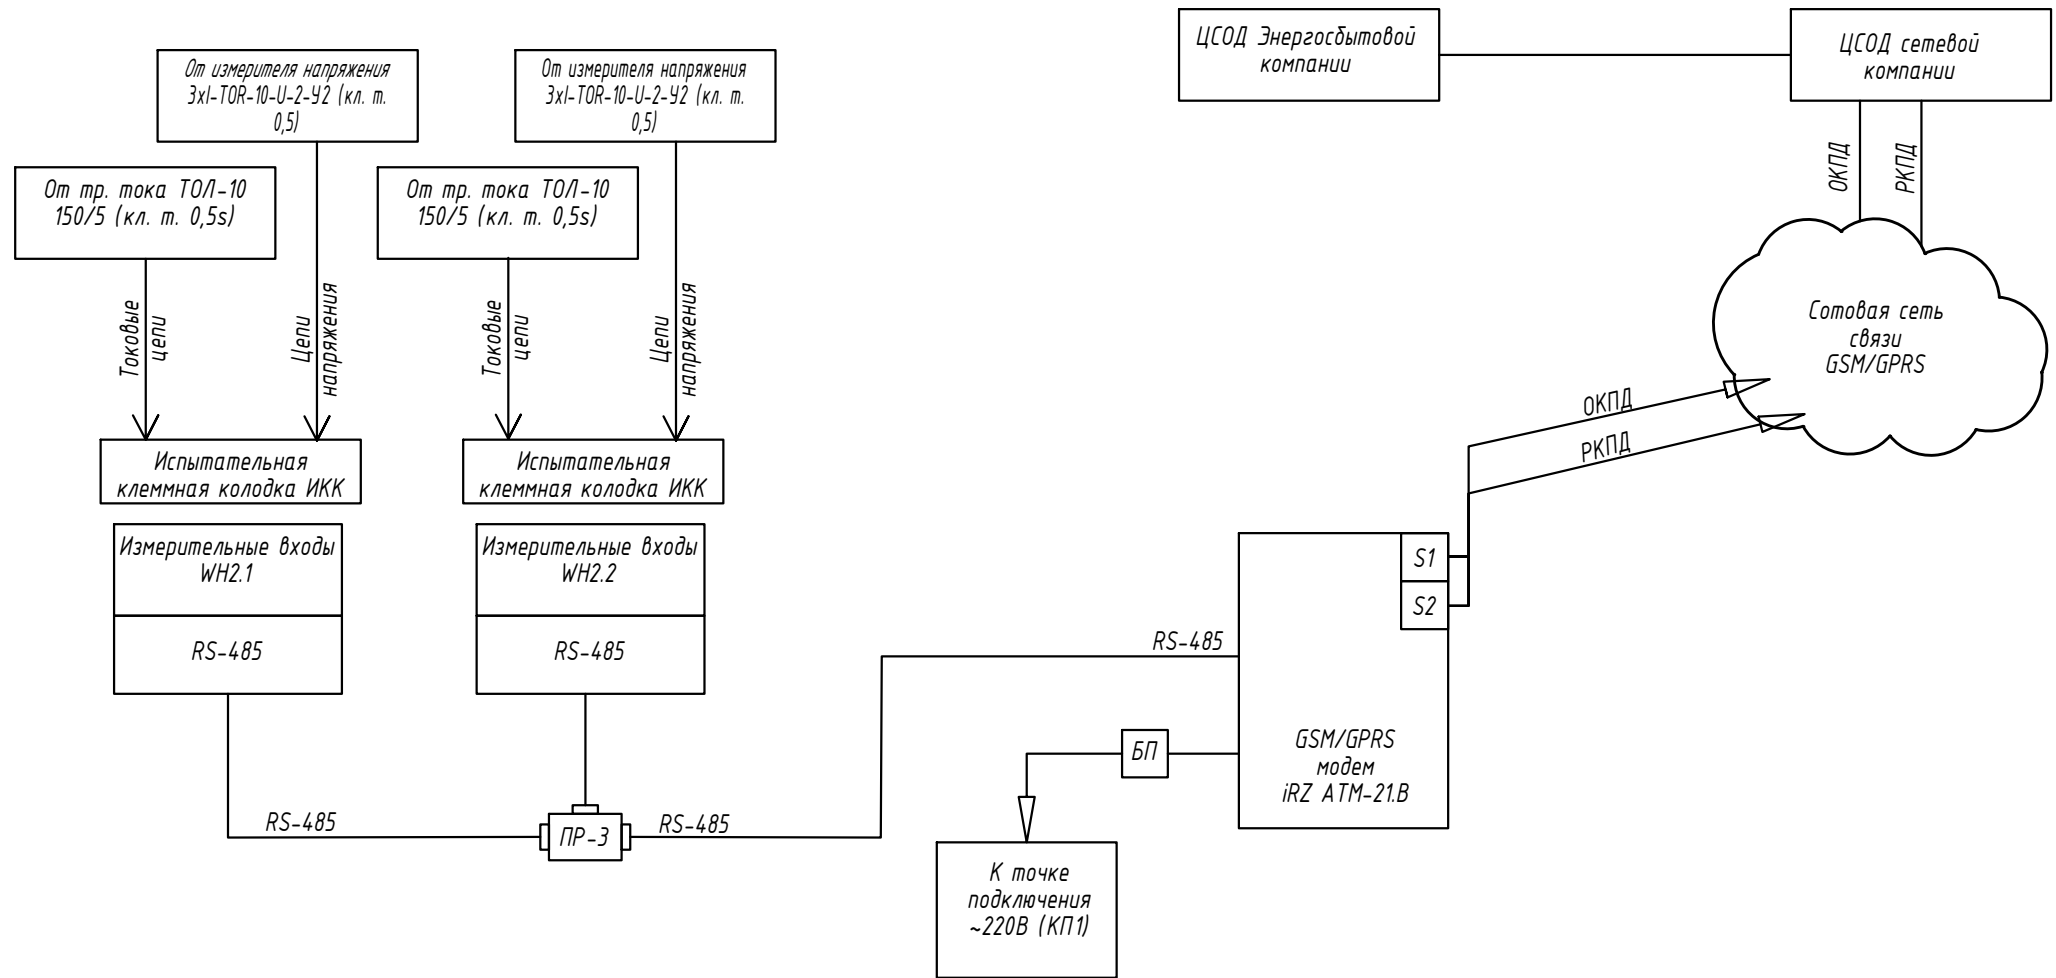 ЦСОД Энергосбытовой
компании
ЦСОД сетевой
компании
От измерителя напряжения
3хI-TOR-10-U-2-У2 (кл. т.
0,5)
От измерителя напряжения
3хI-TOR-10-U-2-У2 (кл. т.
0,5)
От тр. тока ТОЛ-10
150/5 (кл. т. 0,5s)
От тр. тока ТОЛ-10
150/5 (кл. т. 0,5s)
ОКПД
РКПД
Токовые
цепи
Цепи
напряжения
Токовые
цепи
Цепи
напряжения
Сотовая сеть
связи
GSM/GPRS
ОКПД
РКПД
Испытательная
клеммная колодка ИКК
Испытательная
клеммная колодка ИКК
Измерительные входы
WH2.1
Измерительные входы
WH2.2
S1
S2
RS-485
RS-485
RS-485
GSM/GPRS
модем
iRZ ATM-21.B
БП
RS-485
ПР-3
RS-485
К точке
подключения
~220В (КП1)